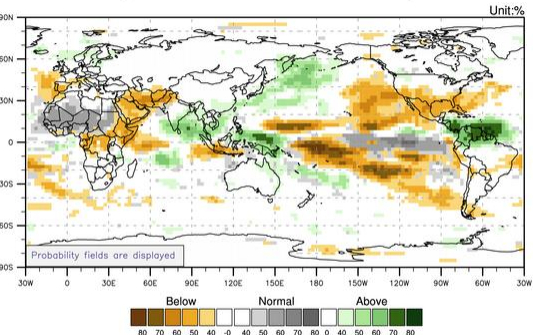 Unit:%
90N
60N
30N
0
30S
60S
90S
Probability fields are displayed
30W 0 30E 60E 90E 120E 150E 180 150W 120W 90W 60W 30W
Below Normal Above
80 70 60 50 40 -0 40 50 60 70 80 0 40 50 60 70 80